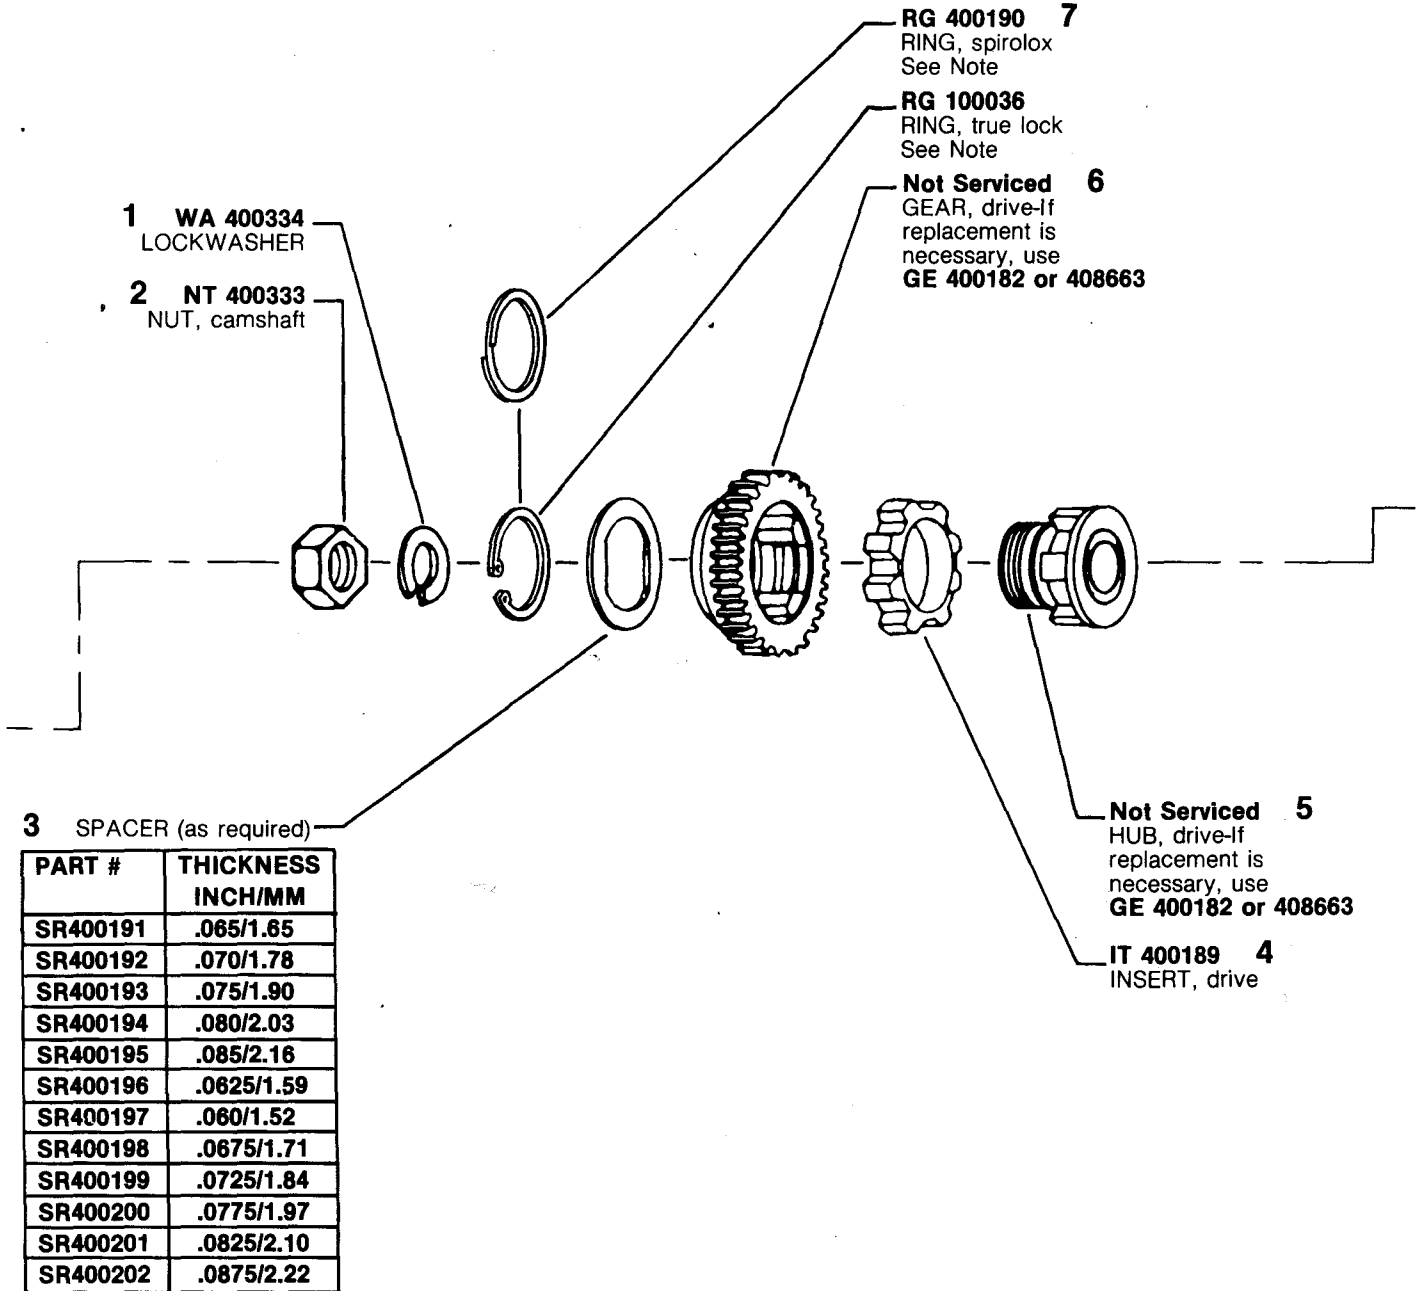 RG 400190 7
RING, spirolox
See Note
RG 100036
RING, true lock
See Note
Not Serviced 6
GEAR, drive-If
replacement is
necessary, use
GE 400182 or 408663
1 WA 400334
LOCKWASHER
2 NT 400333
NUT, camshaft
3 SPACER (as required)
PART # THICKNESS
INCH/MM
SR400191 .065/1.65
SR400192 .070/1.78
SR400193 .075/1.90
SR400194 .080/2.03
SR400195 .085/2.16
SR400196 .0625/1.59
SR400197 .060/1.52
SR400198 .0675/1.71
SR400199 .0725/1.84
SR400200 .0775/1.97
SR400201 .0825/2.10
SR400202 .0875/2.22
Not Serviced 5
HUB, drive-If
replacement is
necessary, use
GE 400182 or 408663
IT 400189 4
INSERT, drive